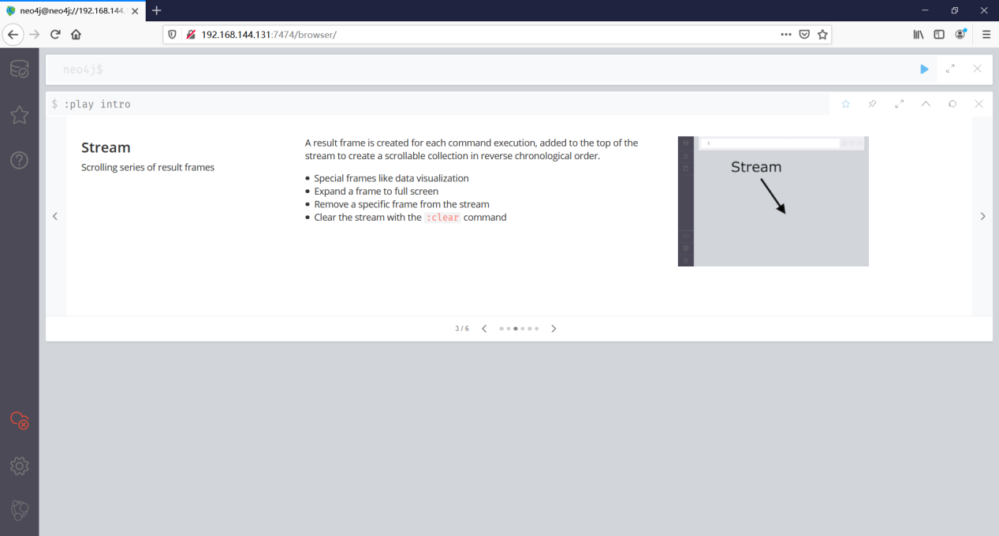 neo4j@neo4j://192.168.144.
192.168.144.131:7474/browser/
neo4j$
$ :play intro
Stream
Scrolling series of result frames
A result frame is created for each command execution, added to the top of the
stream to create a scrollable collection in reverse chronological order.
Special frames like data visualization
Expand a frame to full screen
Remove a specific frame from the stream
Clear the stream with the :clear command
Stream
3 / 6